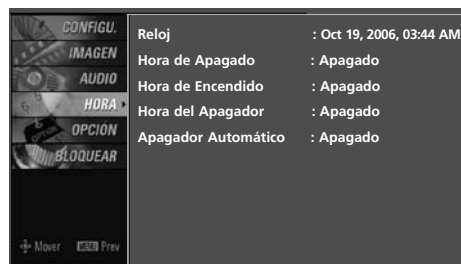 CONFIGU.
IMAGEN
AUDIO
HORA
OPCIÓN
BLOQUEAR
Mover MENU Prev
Reloj : Oct 19, 2006, 03:44 AM
Hora de Apagado : Apagado
Hora de Encendido : Apagado
Hora del Apagador : Apagado
Apagador Automático : Apagado